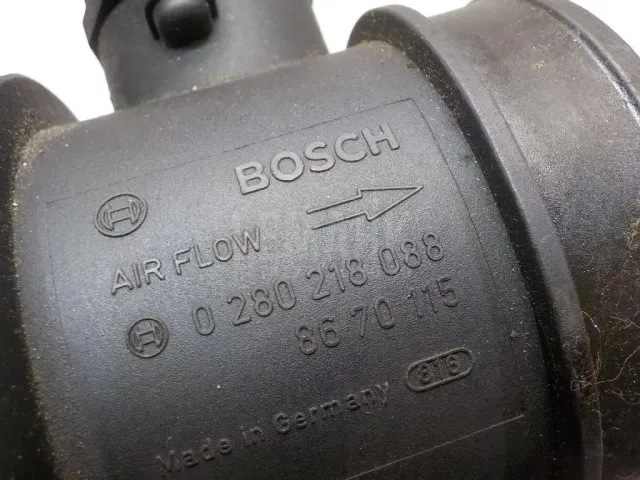 BOSCH
AIR FLOW
0 280 218 088
86 70 115
Made in Germany 816